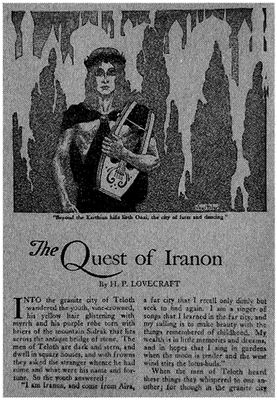 "Beyond the Karthian hills lieth Oonai, the city of lutes and dancing."
The Quest of Iranon
By H. P. LOVECRAFT
INTO the granite city of Teloth
wandered the youth, vine-crowned,
his yellow hair glistening with
myrrh and his purple robe torn with
briers of the mountain Sidrak that lies
across the antique bridge of stone. The
men of Teloth are dark and stern, and
dwell in square houses, and with frowns
they asked the stranger whence he had
come and what were his name and for-
tune. So the youth answered:
"I am Iranon, and come from Aira,
a far city that I recall only dimly but
seek to find again. I am a singer of
songs that I learned in the far city, and
my calling is to make beauty with the
things remembered of childhood. My
wealth is in little memories and dreams,
and in hopes that I sing in gardens
when the moon is tender and the west
wind stirs the lotus-buds."
When the men of Teloth heard
these things they whispered to one an-
other; for though in the granite city